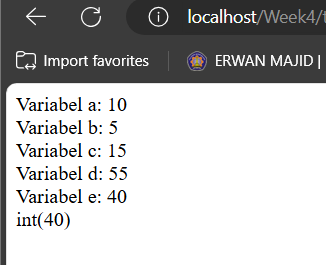 localhost/Week4/
Import favorites
ERWAN MAJID |
Variabel a: 10
Variabel b: 5
Variabel c: 15
Variabel d: 55
Variabel e: 40
int(40)